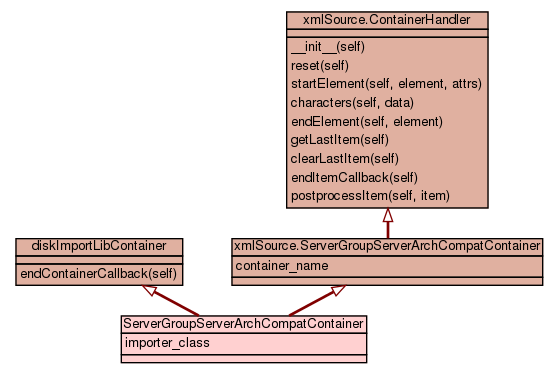 xmlSource.ContainerHandler
__init__(self)
reset(self)
startElement(self, element, attrs)
characters(self, data)
endElement(self, element)
getLastItem(self)
clearLastItem(self)
endItemCallback(self)
postprocessItem(self, item)
diskImportLibContainer
endContainerCallback(self)
xmlSource.ServerGroupServerArchCompatContainer
container_name
ServerGroupServerArchCompatContainer
importer_class